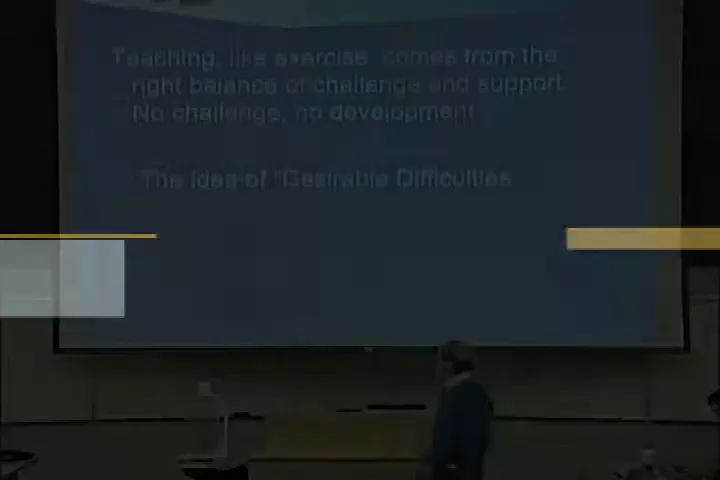 Teaching, like exercise, comes from the
right balance of challenge and support.
No challenge, no development
The idea of "Desirable Difficulties